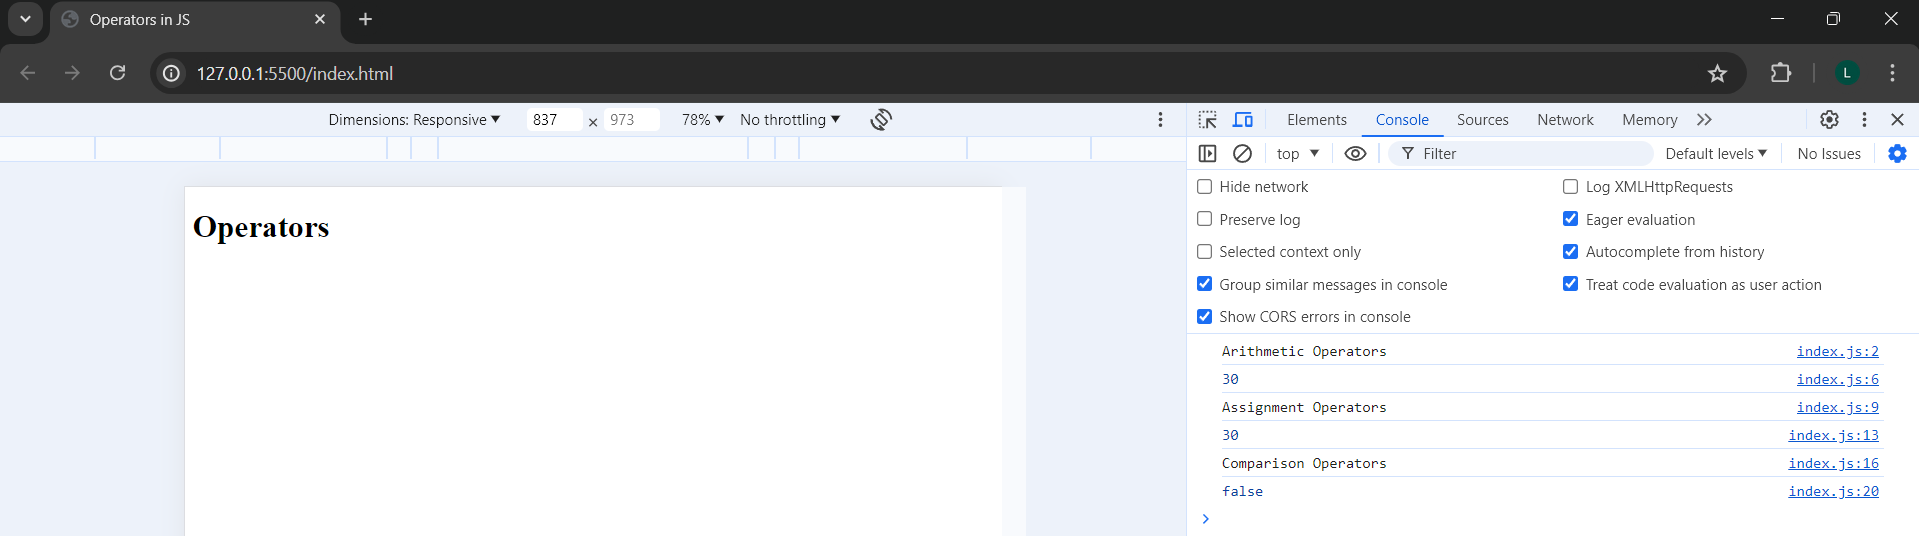 Operators in JS
127.0.0.1:5500/index.html
L
Dimensions: Responsive 837 × 973 78% No throttling
Elements Console Sources Network Memory
top Filter Default levels No Issues
Hide network Log XMLHttpRequests
Preserve log Eager evaluation
Selected context only Autocomplete from history
Group similar messages in console Treat code evaluation as user action
Show CORS errors in console
Operators
Arithmetic Operators index.js:2
30 index.js:6
Assignment Operators index.js:9
30 index.js:13
Comparison Operators index.js:16
false index.js:20